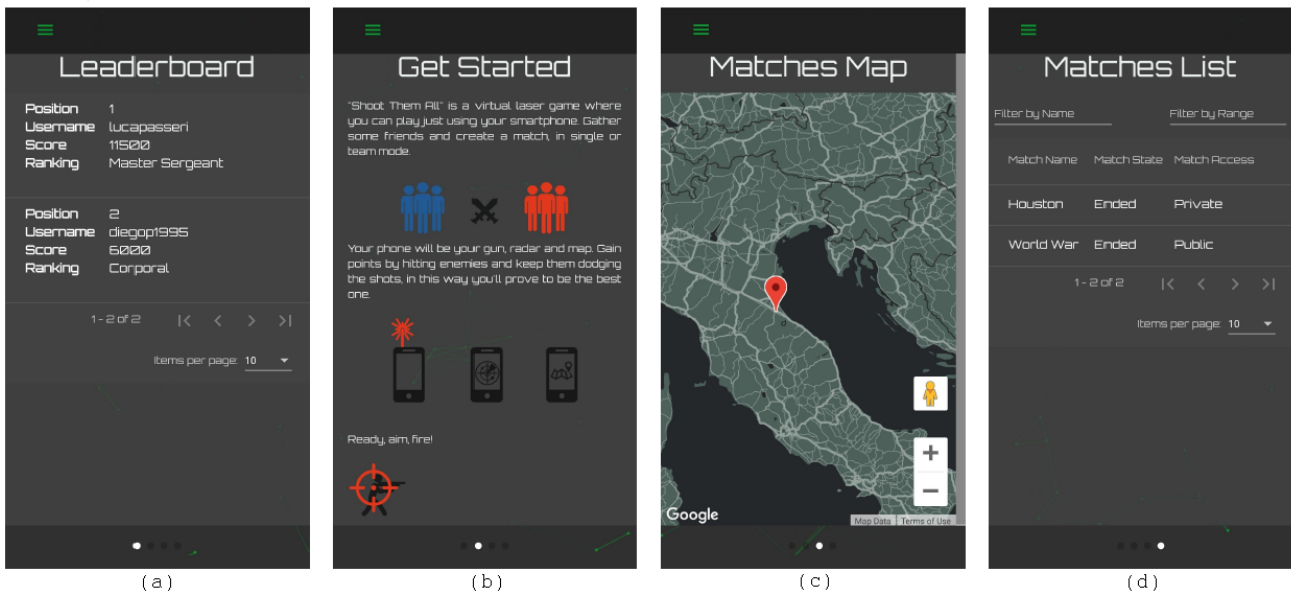 Leaderboard
Position 1
Username lucapasseri
Score 11500
Ranking Master Sergeant
Position 2
Username diegop1995
Score 6000
Ranking Corporal
1 - 2 of 2
Items per page: 10
(a)
Get Started
"Shoot Them All" is a virtual laser game where
you can play just using your smartphone. Gather
some friends and create a match, in single or
team mode.
Your phone will be your gun, radar and map. Gain
points by hitting enemies and keep them dodging
the shots, in this way you'll prove to be the best
one.
Ready, aim, fire!
(b)
Matches Map
Google
Map Data Terms of Use
(c)
Matches List
Filter by Name Filter by Range
Match Name Match State Match Access
Houston Ended Private
World War Ended Public
1 - 2 of 2
Items per page: 10
(d)